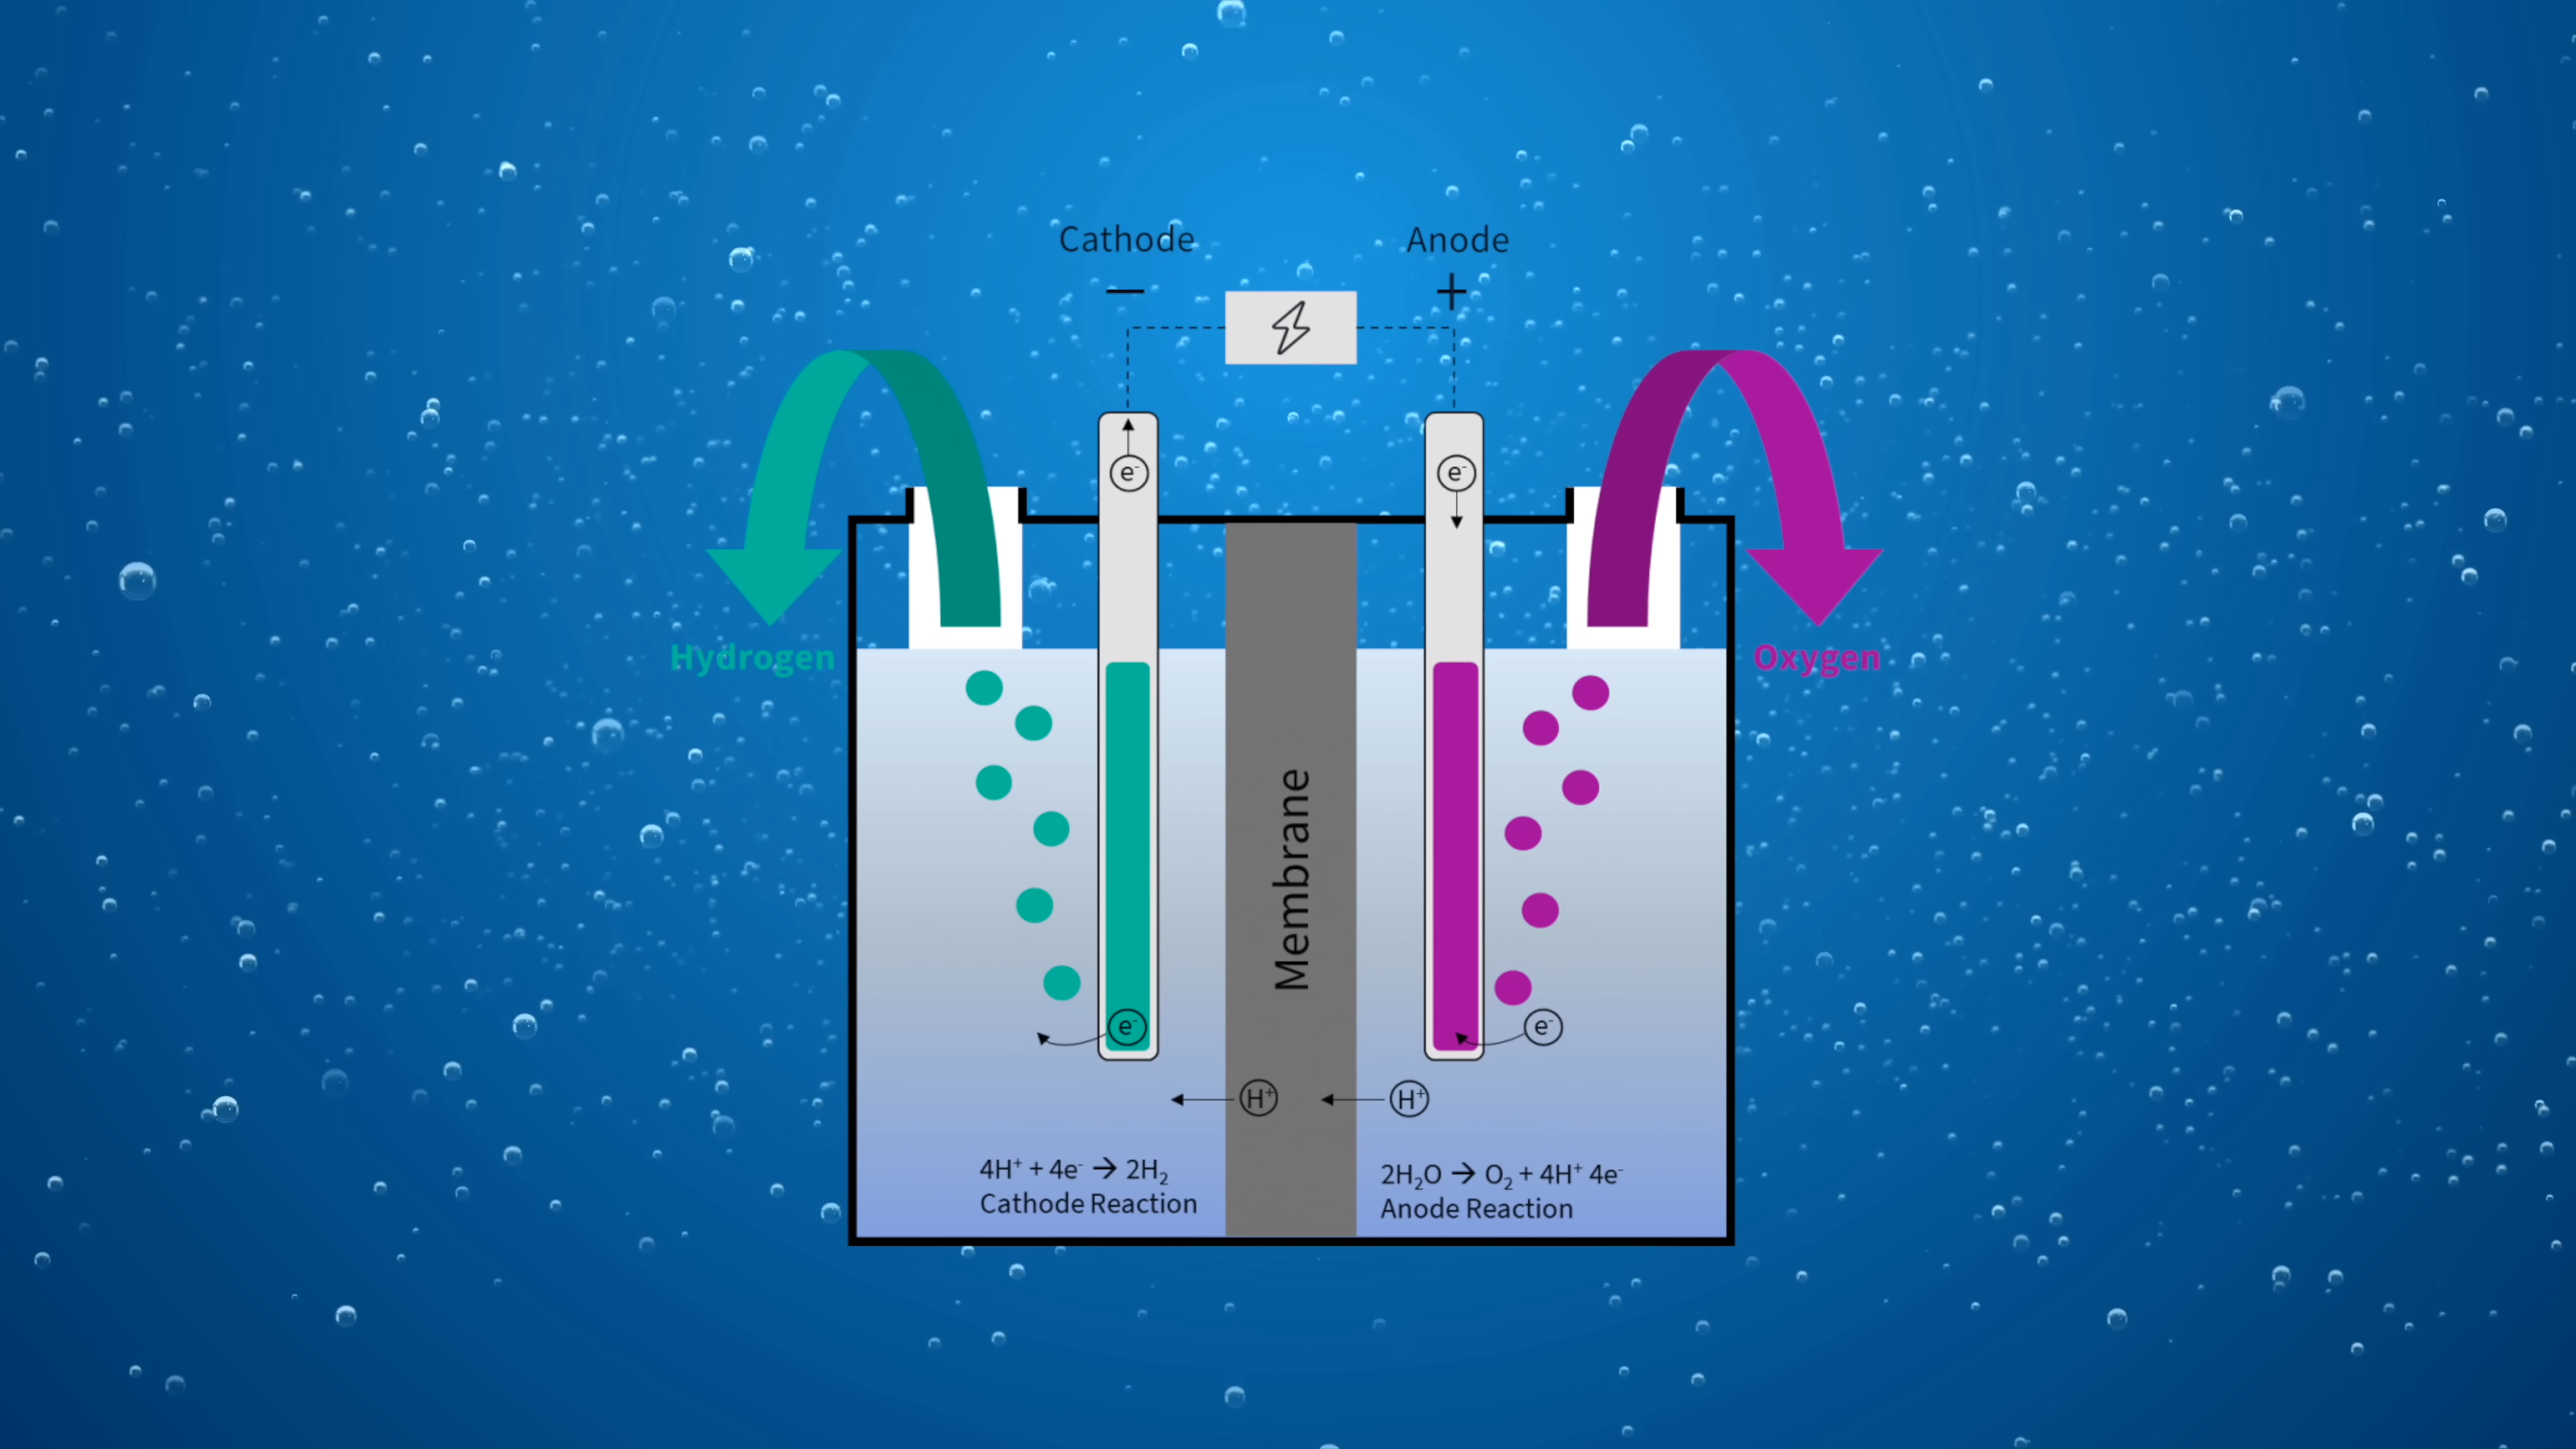 Cathode
Anode
−
+
e⁻
e⁻
Hydrogen
Oxygen
Membrane
e⁻
e⁻
H⁺
H⁺
4H⁺ + 4e⁻ → 2H₂
Cathode Reaction
2H₂O → O₂ + 4H⁺ 4e⁻
Anode Reaction